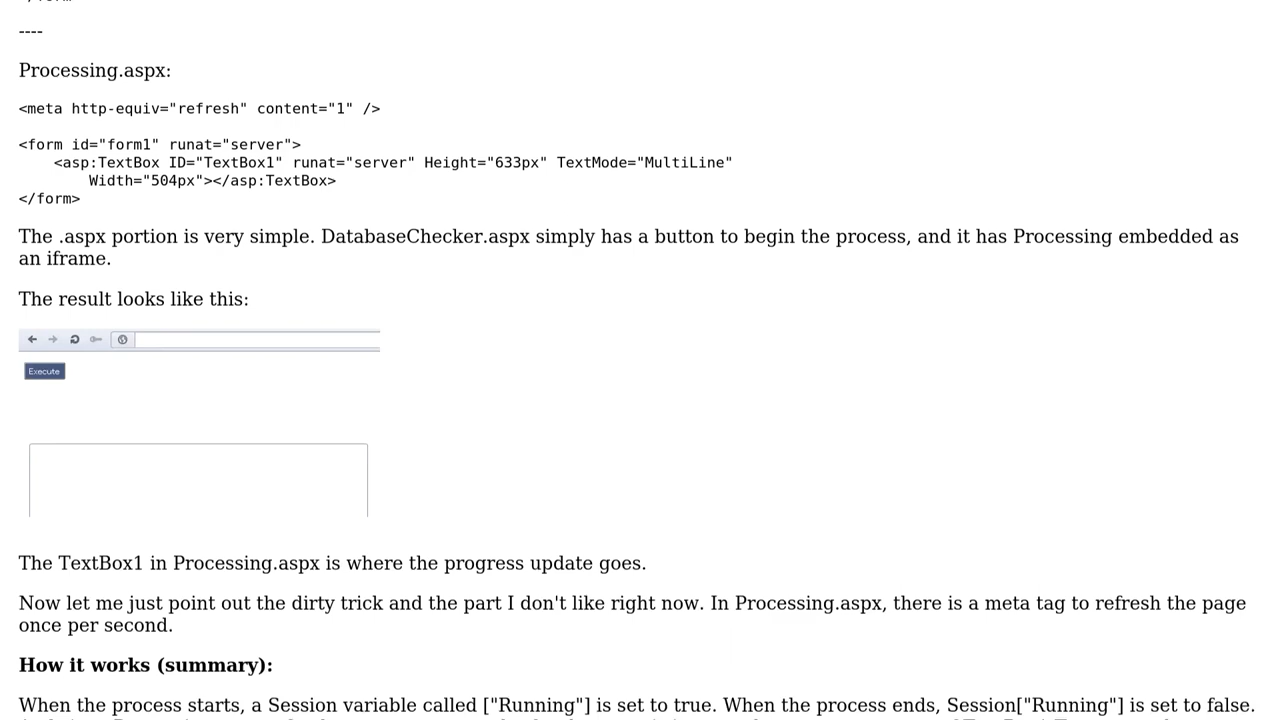 ----
Processing.aspx:
<meta http-equiv="refresh" content="1" />
<form id="form1" runat="server">
    <asp:TextBox ID="TextBox1" runat="server" Height="633px" TextMode="MultiLine"
        Width="504px"></asp:TextBox>
</form>
The .aspx portion is very simple. DatabaseChecker.aspx simply has a button to begin the process, and it has Processing embedded as
an iframe.
The result looks like this:
Execute
The TextBox1 in Processing.aspx is where the progress update goes.
Now let me just point out the dirty trick and the part I don't like right now. In Processing.aspx, there is a meta tag to refresh the page
once per second.
How it works (summary):
When the process starts, a Session variable called ["Running"] is set to true. When the process ends, Session["Running"] is set to false.